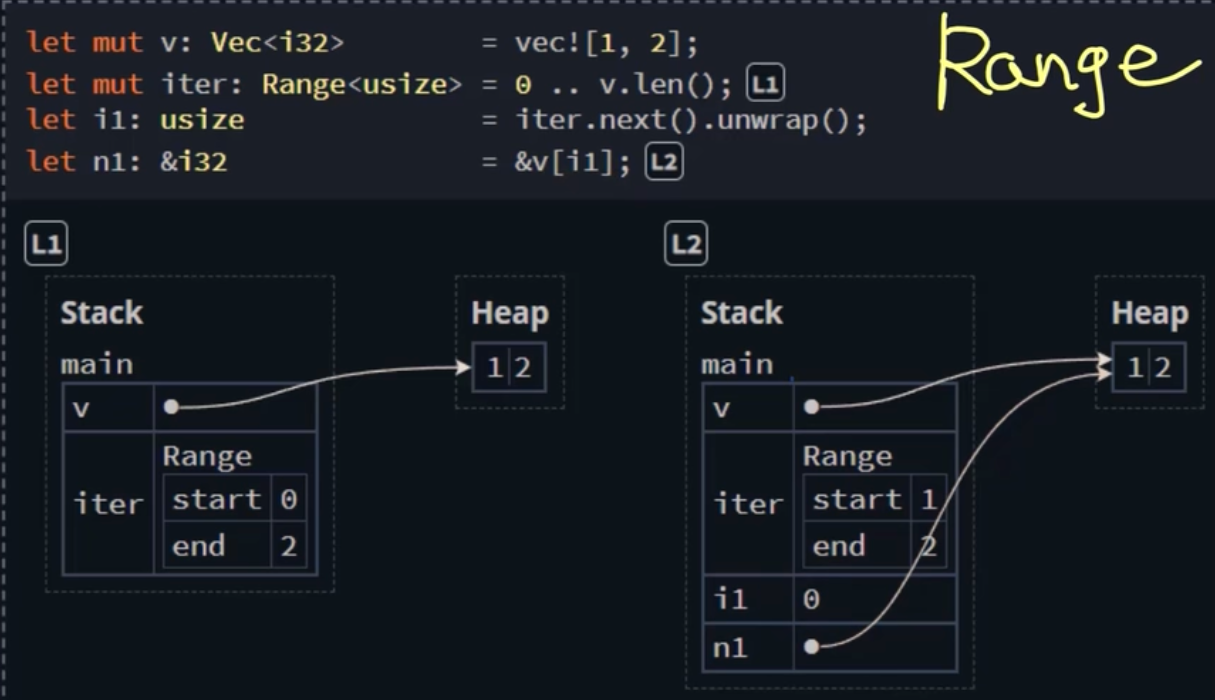 let mut v: Vec<i32> = vec![1, 2];
let mut iter: Range<usize> = 0 .. v.len(); L1
let i1: usize = iter.next().unwrap();
let n1: &i32 = &v[i1]; L2
Range
L1
Stack
Heap
main
1 2
v
iter
Range
start 0
end 2
L2
Stack
Heap
main
1 2
v
iter
Range
start 1
end 2
i1 0
n1